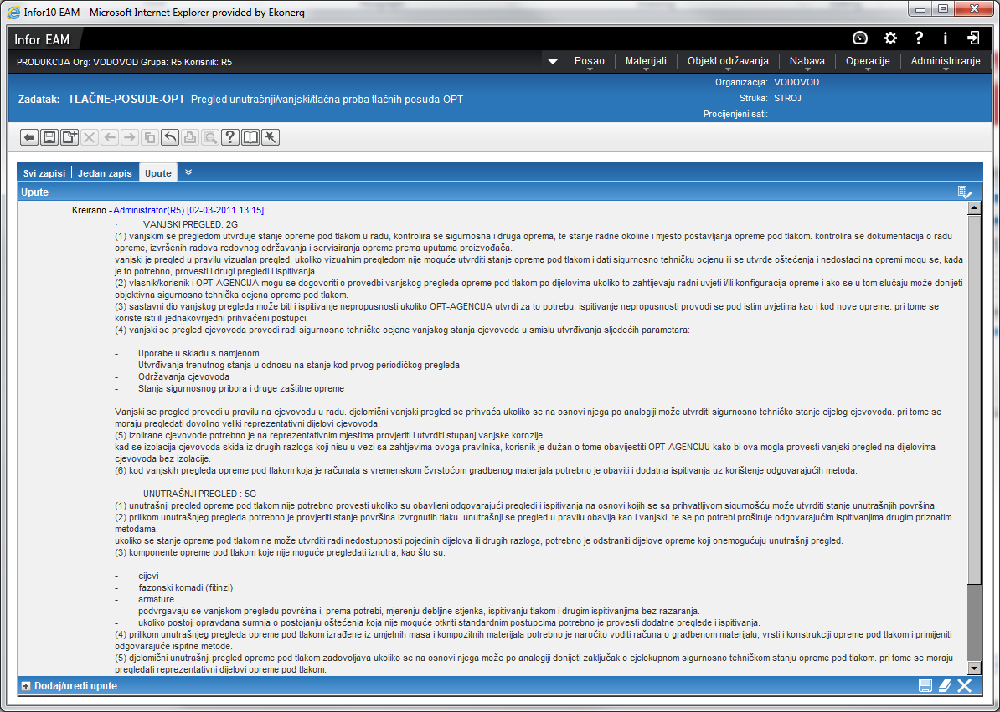 Infor10 EAM - Microsoft Internet Explorer provided by Ekonerg
Infor EAM
PRODUKCIJA Org: VODOVOD Grupa: R5 Korisnik: R5
Posao
Materijali
Objekt održavanja
Nabava
Operacije
Administriranje
Zadatak: TLAČNE-POSUDE-OPT Pregled unutrašnji/vanjski/tlačna proba tlačnih posuda-OPT
Organizacija: VODOVOD
Struka: STROJ
Procijenjeni sati:
Svi zapisi
Jedan zapis
Upute
Upute
Kreirano - Administrator(R5) [02-03-2011 13:15]:
· VANJSKI PREGLED: 2G
(1) vanjskim se pregledom utvrđuje stanje opreme pod tlakom u radu, kontrolira se sigurnosna i druga oprema, te stanje radne okoline i mjesto postavljanja opreme pod tlakom. kontrolira se dokumentacija o radu
opreme, izvršenih radova redovnog održavanja i servisiranja opreme prema uputama proizvođača.
vanjski je pregled u pravilu vizualan pregled. ukoliko vizualnim pregledom nije moguće utvrditi stanje opreme pod tlakom i dati sigurnosno tehničku ocjenu ili se utvrde oštećenja i nedostaci na opremi mogu se, kada
je to potrebno, provesti i drugi pregledi i ispitivanja.
(2) vlasnik/korisnik i OPT-AGENCIJA mogu se dogovoriti o provedbi vanjskog pregleda opreme pod tlakom po dijelovima ukoliko to zahtijevaju radni uvjeti i/ili konfiguracija opreme i ako se u tom slučaju može donijeti
objektivna sigurnosno tehnička ocjena opreme pod tlakom.
(3) sastavni dio vanjskog pregleda može biti i ispitivanje nepropusnosti ukoliko OPT-AGENCIJA utvrdi za to potrebu. ispitivanje nepropusnosti provodi se pod istim uvjetima kao i kod nove opreme. pri tome se
koriste isti ili jednakovrijedni prihvaćeni postupci.
(4) vanjski se pregled cjevovoda provodi radi sigurnosno tehničke ocjene vanjskog stanja cjevovoda u smislu utvrđivanja sljedećih parametara:
- Uporabe u skladu s namjenom
- Utvrđivanja trenutnog stanja u odnosu na stanje kod prvog periodičkog pregleda
- Održavanja cjevovoda
- Stanja sigurnosnog pribora i druge zaštitne opreme
Vanjski se pregled provodi u pravilu na cjevovodu u radu. djelomični vanjski pregled se prihvaća ukoliko se na osnovi njega po analogiji može utvrditi sigurnosno tehničko stanje cijelog cjevovoda. pri tome se
moraju pregledati dovoljno veliki reprezentativni dijelovi cjevovoda.
(5) izolirane cjevovode potrebno je na reprezentativnim mjestima provjeriti i utvrditi stupanj vanjske korozije.
kad se izolacija cjevovoda skida iz drugih razloga koji nisu u vezi sa zahtjevima ovoga pravilnika, korisnik je dužan o tome obavijestiti OPT-AGENCIJU kako bi ova mogla provesti vanjski pregled na dijelovima
cjevovoda bez izolacije.
(6) kod vanjskih pregleda opreme pod tlakom koja je računata s vremenskom čvrstoćom gradbenog materijala potrebno je obaviti i dodatna ispitivanja uz korištenje odgovarajućih metoda.
· UNUTRAŠNJI PREGLED : 5G
(1) unutrašnji pregled opreme pod tlakom nije potrebno provesti ukoliko su obavljeni odgovarajući pregledi i ispitivanja na osnovi kojih se sa prihvatljivom sigurnošću može utvrditi stanje unutrašnjih površina.
(2) prilikom unutrašnjeg pregleda potrebno je provjeriti stanje površina izvrgnutih tlaku. unutrašnji se pregled u pravilu obavlja kao i vanjski, te se po potrebi proširuje odgovarajućim ispitivanjima drugim priznatim
metodama.
ukoliko se stanje opreme pod tlakom ne može utvrditi radi nedostupnosti pojedinih dijelova ili drugih razloga, potrebno je odstraniti dijelove opreme koji onemogućuju unutrašnji pregled.
(3) komponente opreme pod tlakom koje nije moguće pregledati iznutra, kao što su:
- cijevi
- fazonski komadi (fitinzi)
- armature
- podvrgavaju se vanjskom pregledu površina i, prema potrebi, mjerenju debljine stjenka, ispitivanju tlakom i drugim ispitivanjima bez razaranja.
- ukoliko postoji opravdana sumnja o postojanju oštećenja koja nije moguće otkriti standardnim postupcima potrebno je provesti dodatne preglede i ispitivanja.
(4) prilikom unutrašnjeg pregleda opreme pod tlakom izrađene iz umjetnih masa i kompozitnih materijala potrebno je naročito voditi računa o gradbenom materijalu, vrsti i konstrukciji opreme pod tlakom i primijeniti
odgovarajuće ispitne metode.
(5) djelomični unutrašnji pregled opreme pod tlakom zadovoljava ukoliko se na osnovi njega može po analogiji donijeti zaključak o cjelokupnom sigurnosno tehničkom stanju opreme pod tlakom. pri tome se moraju
pregledati reprezentativni dijelovi opreme pod tlakom.
Dodaj/uredi upute